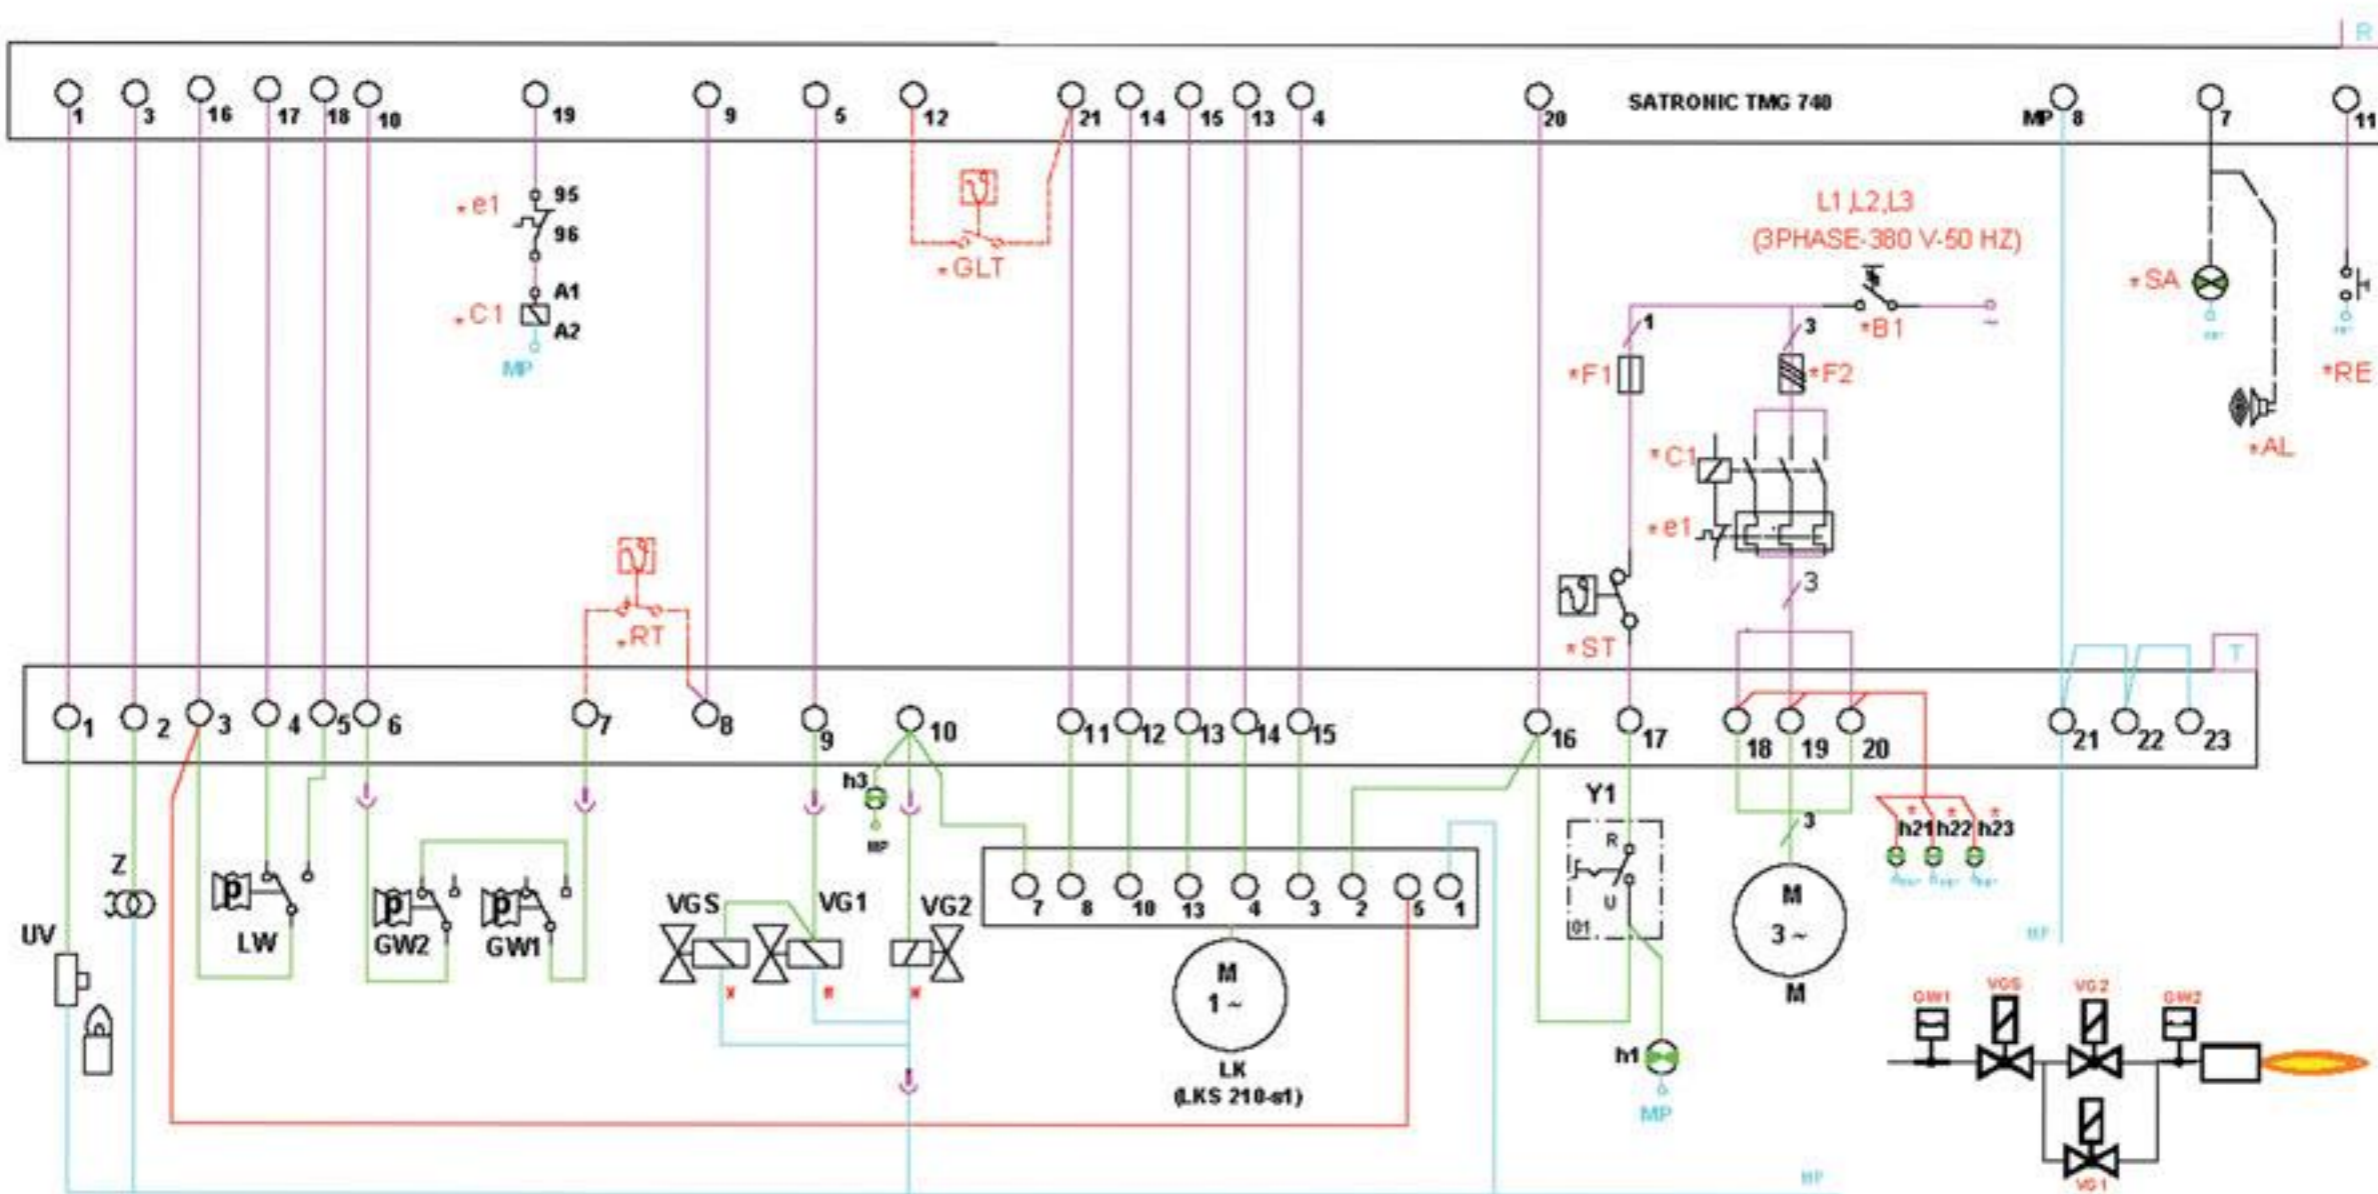 R
1 3 16 17 18 10 19 9 5 12 21 14 15 13 4 20 SATRONIC TMG 740 MP 8 7 11
*e1 95
96
A1
*C1 A2
MP
*GLT
L1,L2,L3
(3PHASE-380 V-50 HZ)
*B1
1 3
~
*F1 *F2
*C1
*e1
3
*ST
*SA
*RE
*AL
*RT
T
1 2 3 4 5 6 7 8 9 10 11 12 13 14 15 16 17 18 19 20 21 22 23
h3
MP
Y1
R
U
01
3
* * *
h21 h22 h23
Z
UV
P
LW
P
GW2
P
GW1
VGS VG1 VG2
7 8 10 13 4 3 2 5 1
M
1 ~
LK
(LKS 210-s1)
M
3 ~
M
h1
MP
MP
GW1 VGS VG2 GW2
VG1
MP